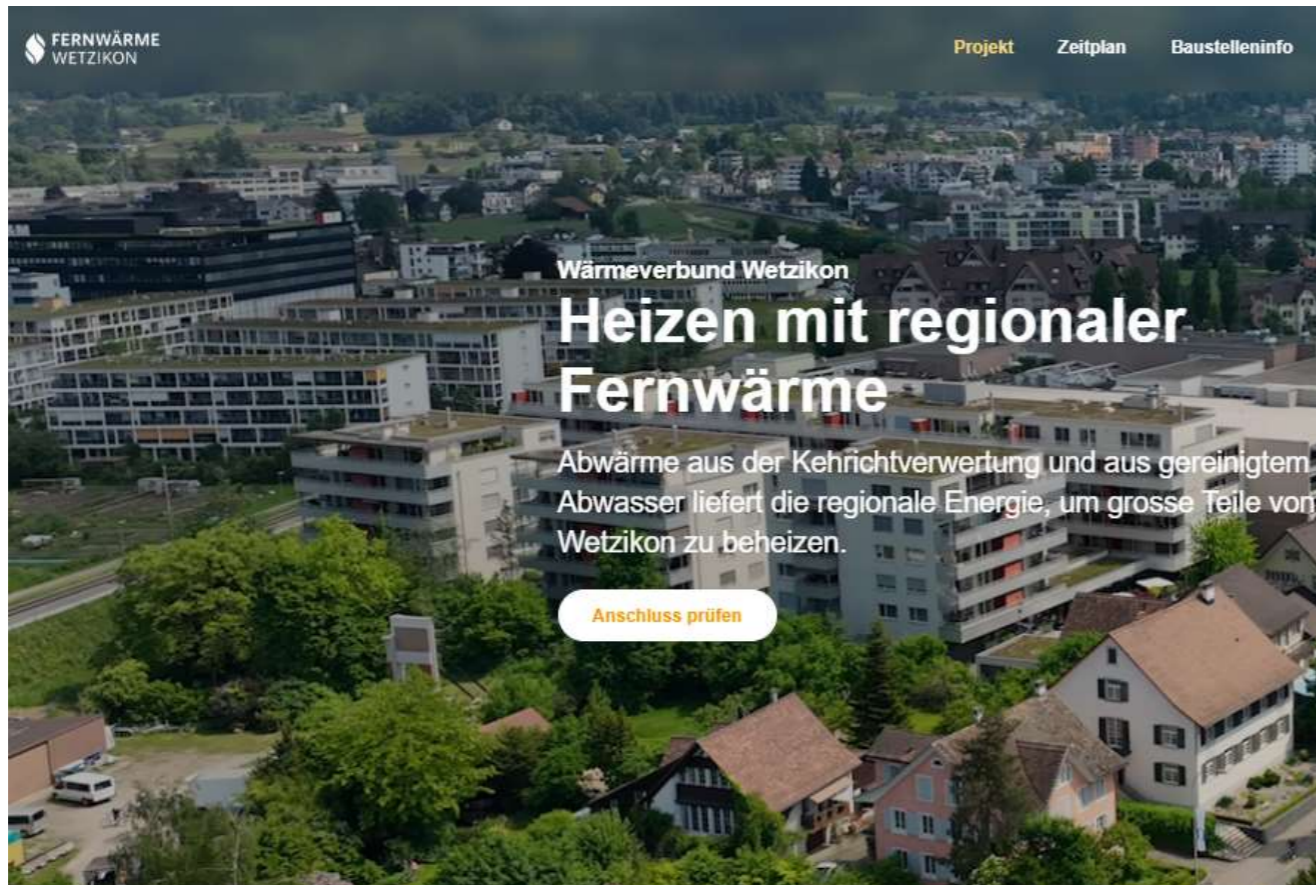 FERNWÄRME
WETZIKON
Projekt Zeitplan Baustelleninfo
Wärmeverbund Wetzikon
Heizen mit regionaler
Fernwärme
Abwärme aus der Kehrichtverwertung und aus gereinigtem
Abwasser liefert die regionale Energie, um grosse Teile von
Wetzikon zu beheizen.
Anschluss prüfen